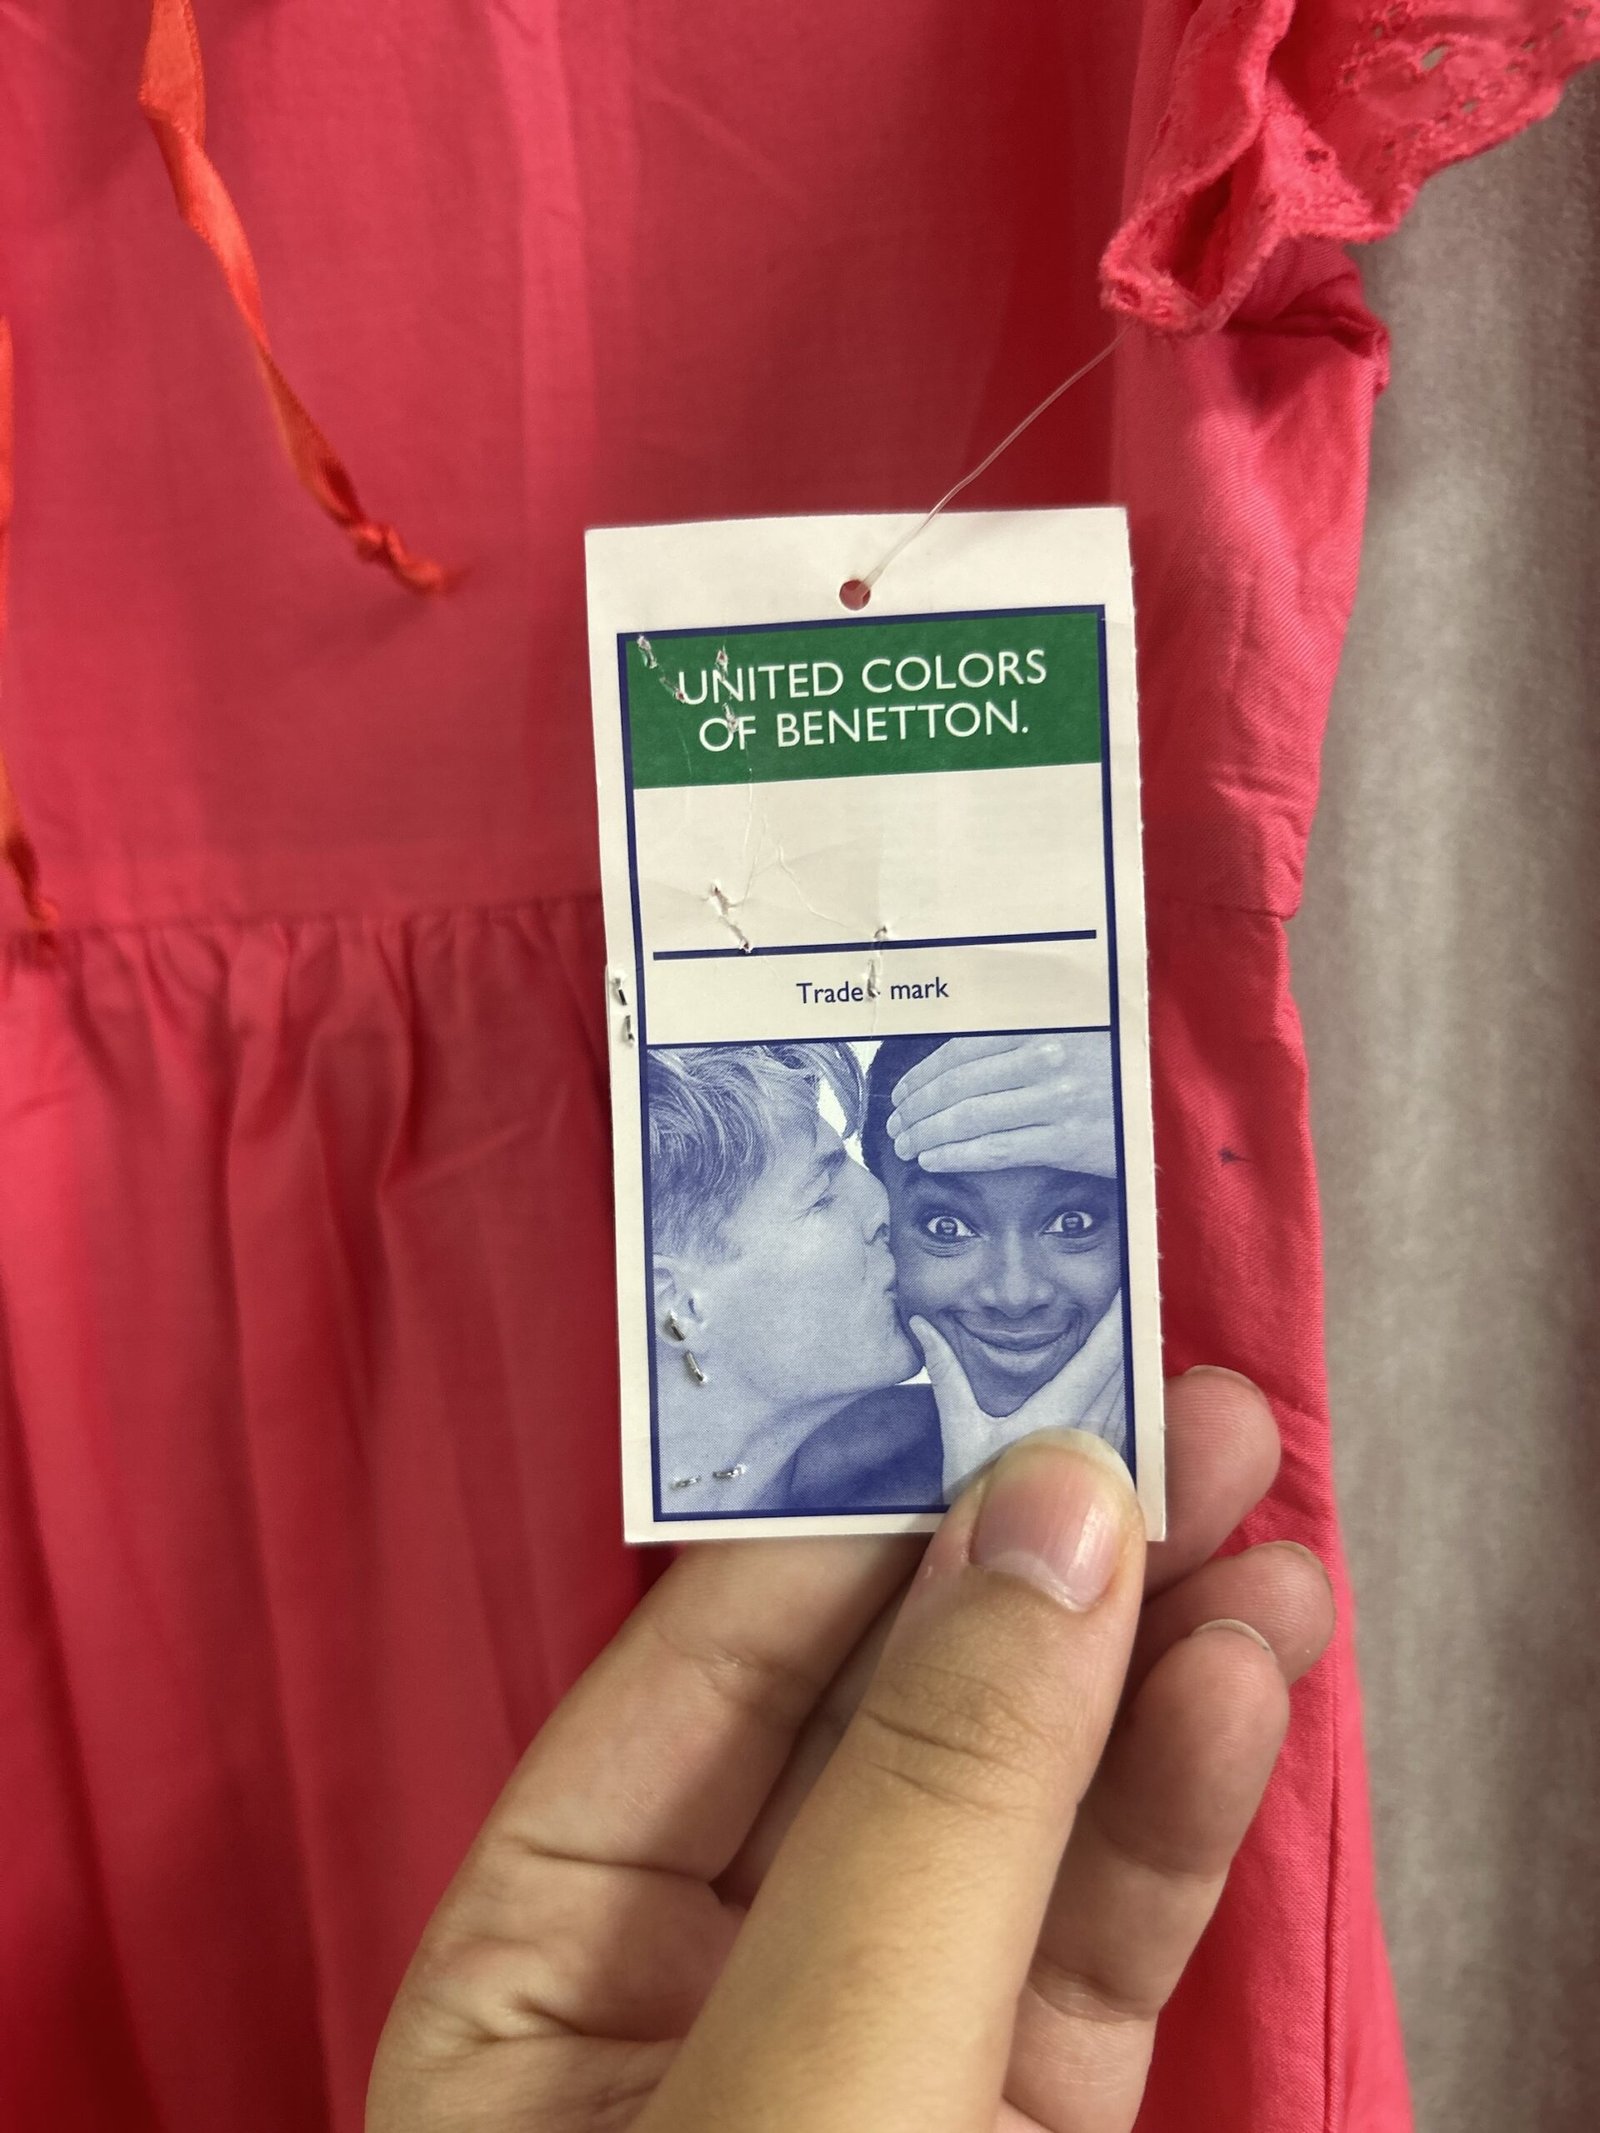 UNITED COLORS
OF BENETTON.
Trade mark